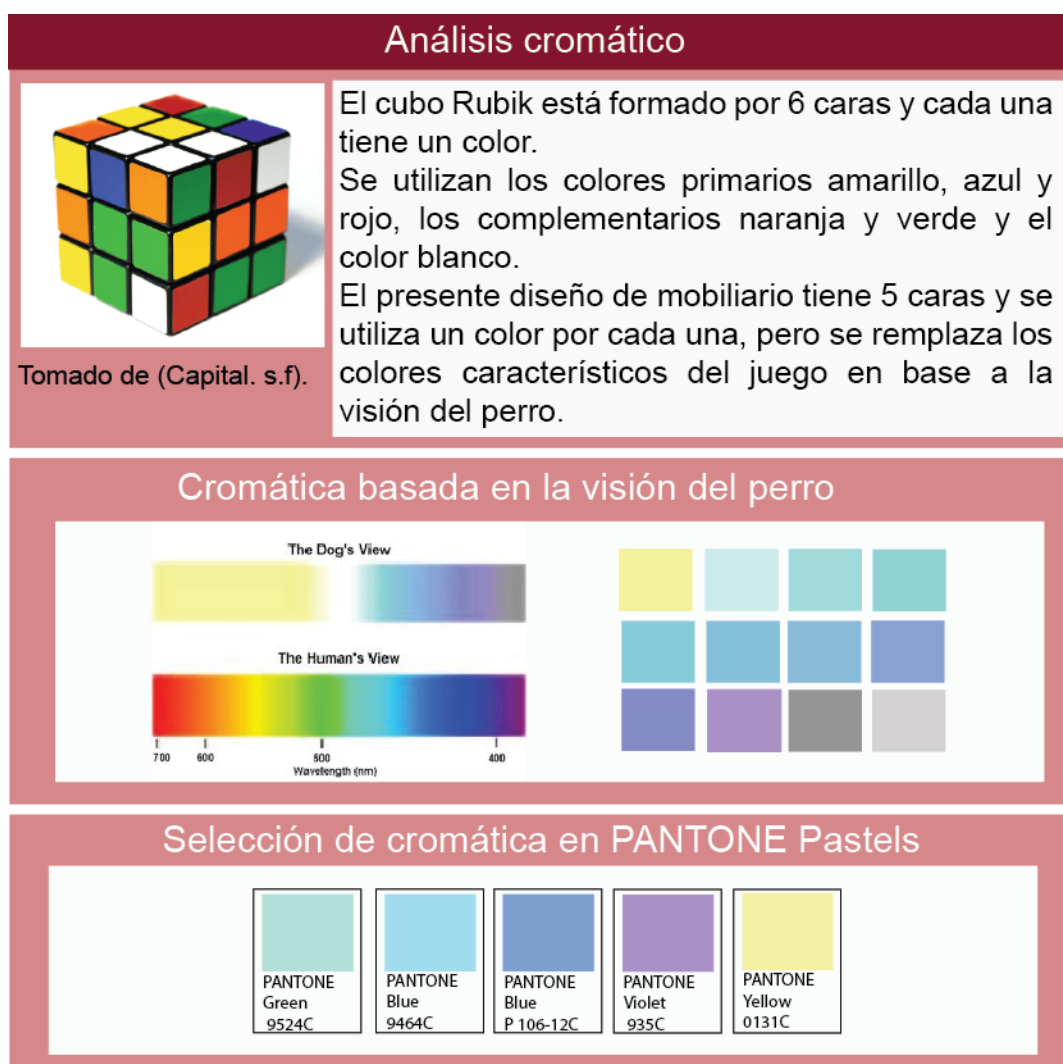 Análisis cromático
El cubo Rubik está formado por 6 caras y cada una
tiene un color.
Se utilizan los colores primarios amarillo, azul y
rojo, los complementarios naranja y verde y el
color blanco.
El presente diseño de mobiliario tiene 5 caras y se
utiliza un color por cada una, pero se remplaza los
colores característicos del juego en base a la
visión del perro.
Tomado de (Capital. s.f).
Cromática basada en la visión del perro
The Dog's View
The Human"s View
700 600 500 400
Wavelength (nm)
Selección de cromática en PANTONE Pastels
PANTONE
Green
9524C
PANTONE
Blue
9464C
PANTONE
Blue
P 106-12C
PANTONE
Violet
935C
PANTONE
Yellow
0131C